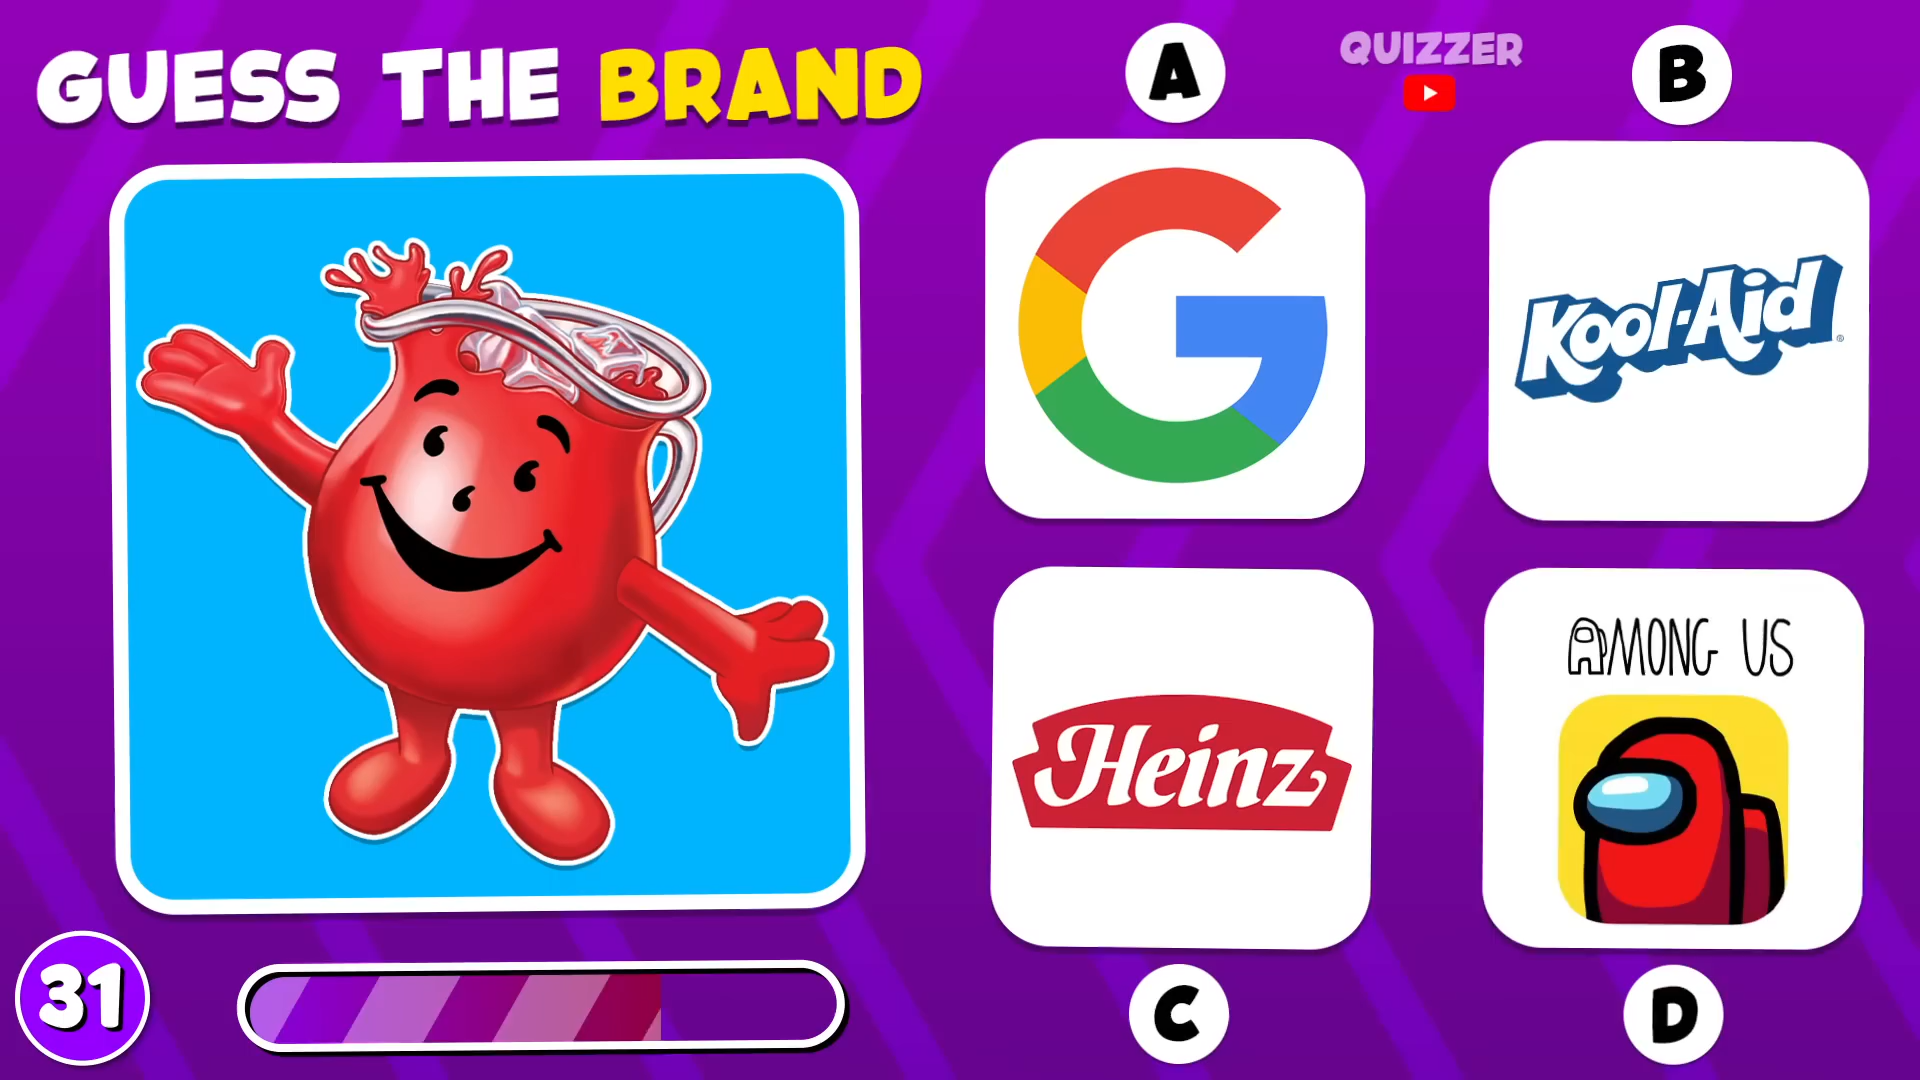 GUESS THE BRAND
A
QUIZZER
B
Kool-Aid
®
Heinz
AMONG US
31
C
D